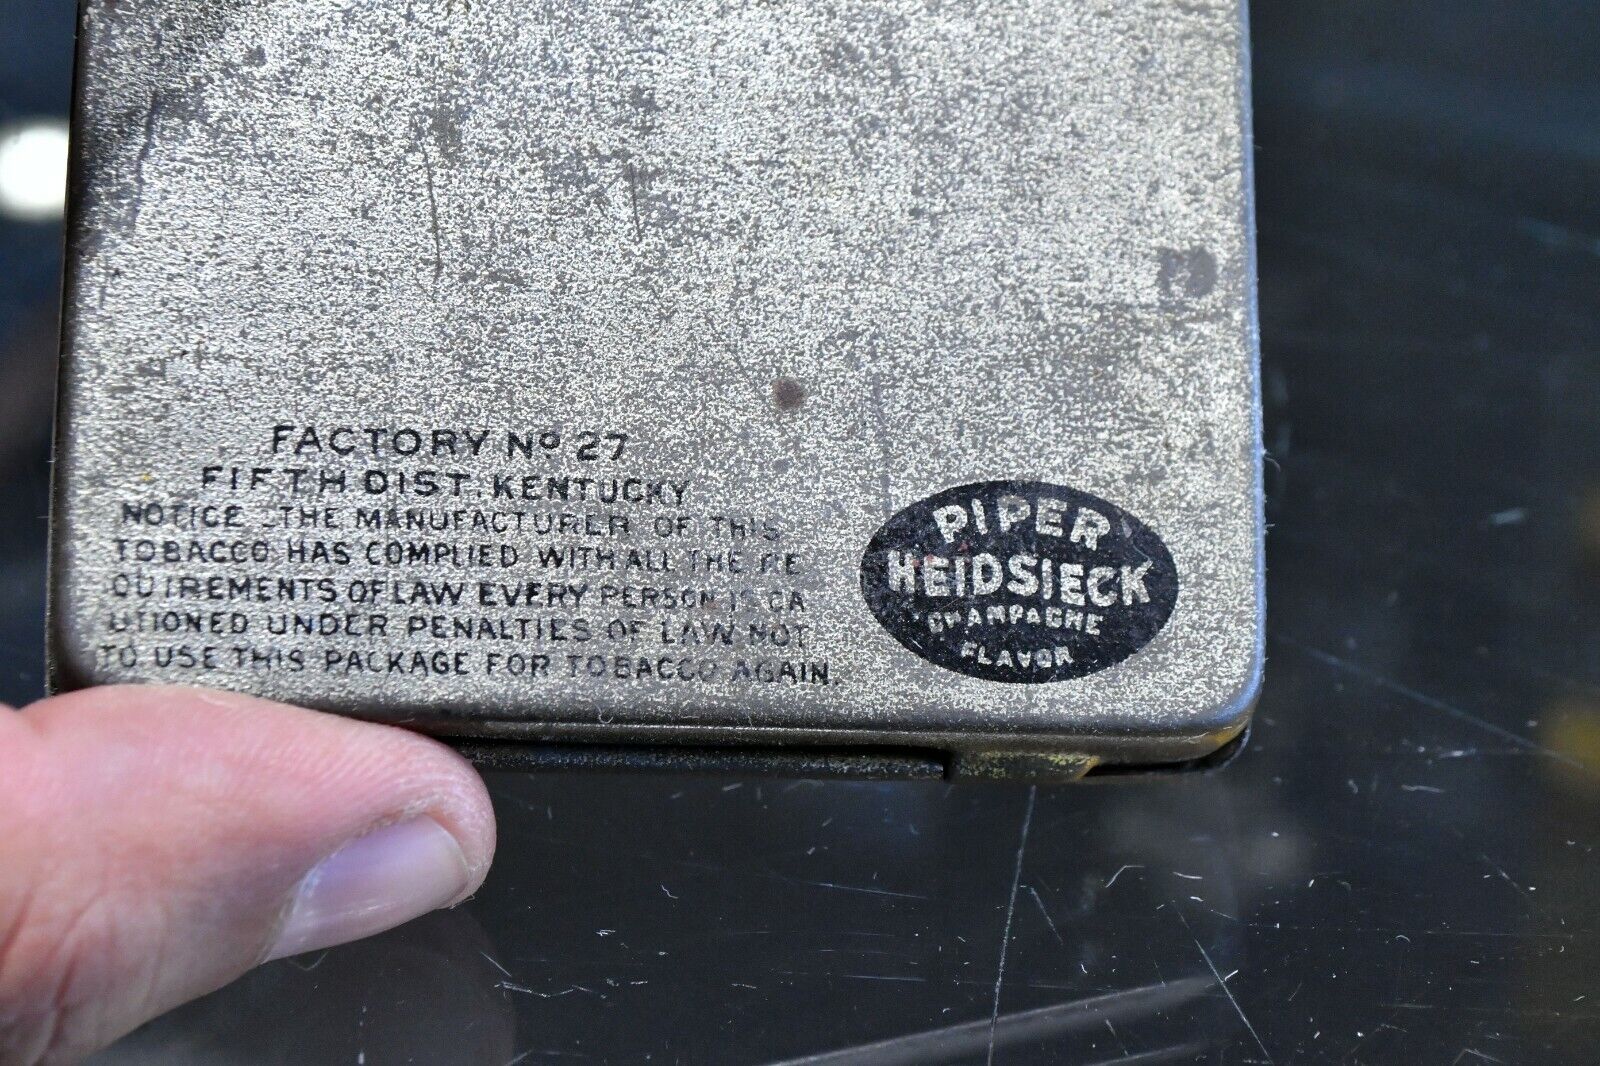 FACTORY Nº 27
FIFTH DIST. KENTUCKY
NOTICE - THE MANUFACTURER OF THIS
TOBACCO HAS COMPLIED WITH ALL THE RE
QUIREMENTS OF LAW EVERY PERSON IS CA
UTIONED UNDER PENALTIES OF LAW NOT
TO USE THIS PACKAGE FOR TOBACCO AGAIN.
PIPER
HEIDSIECK
CHAMPAGNE
FLAVOR